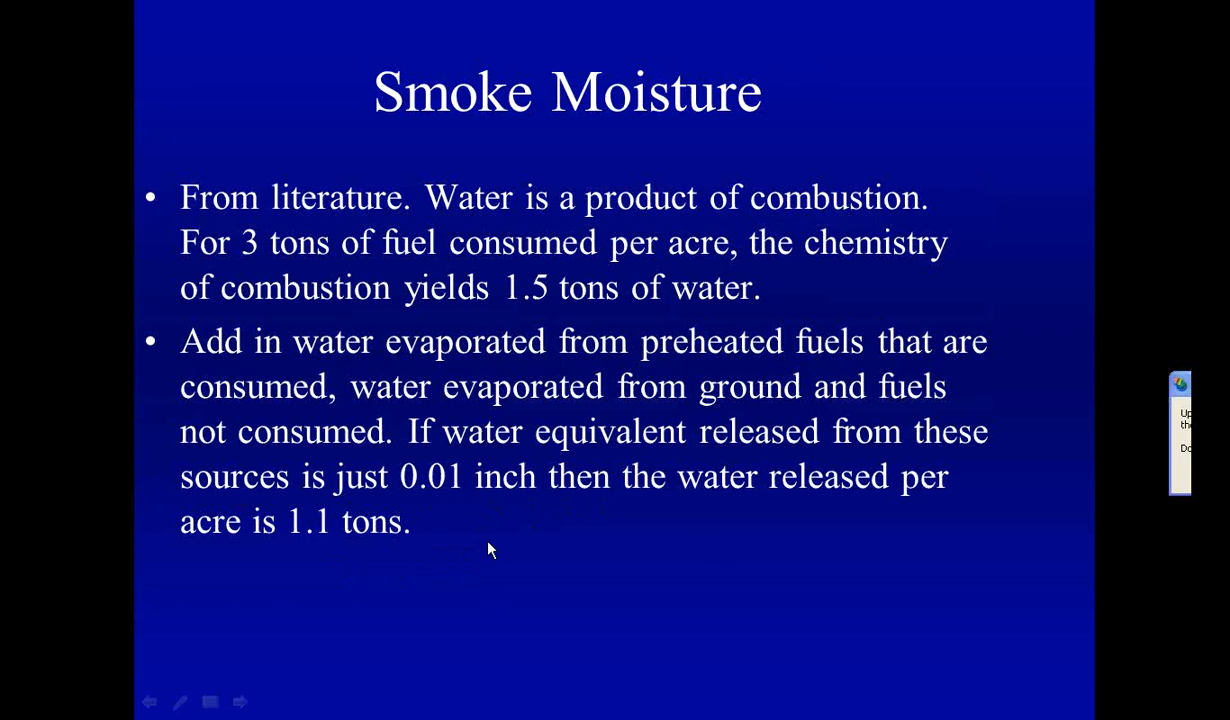 Smoke Moisture
• From literature. Water is a product of combustion.
For 3 tons of fuel consumed per acre, the chemistry
of combustion yields 1.5 tons of water.
• Add in water evaporated from preheated fuels that are
consumed, water evaporated from ground and fuels
not consumed. If water equivalent released from these
sources is just 0.01 inch then the water released per
acre is 1.1 tons.
Up
the
Do